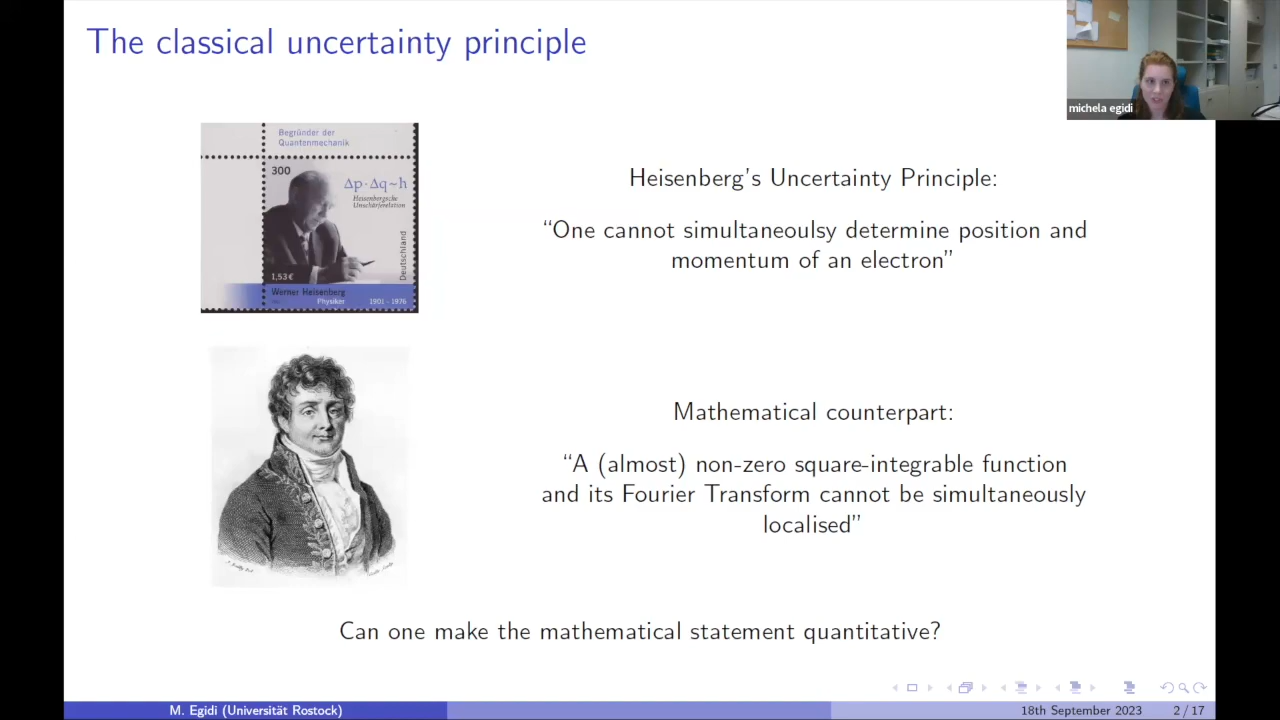 The classical uncertainty principle
michela egidi
Begründer der
Quantenmechanik
300
Δp·Δq~h
Heisenbergsche
Unschärferelation
Deutschland
1,53€
Werner Heisenberg
Physiker 1901 - 1976
Heisenberg's Uncertainty Principle:
“One cannot simultaneoulsy determine position and
momentum of an electron”
Mathematical counterpart:
“A (almost) non-zero square-integrable function
and its Fourier Transform cannot be simultaneously
localised”
Can one make the mathematical statement quantitative?
M. Egidi (Universität Rostock)
18th September 2023
2 / 17